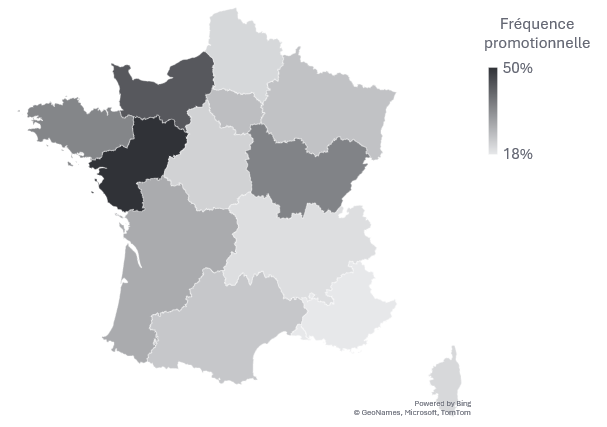 Fréquence
promotionnelle
50%
18%
Powered by Bing
© GeoNames, Microsoft, TomTom